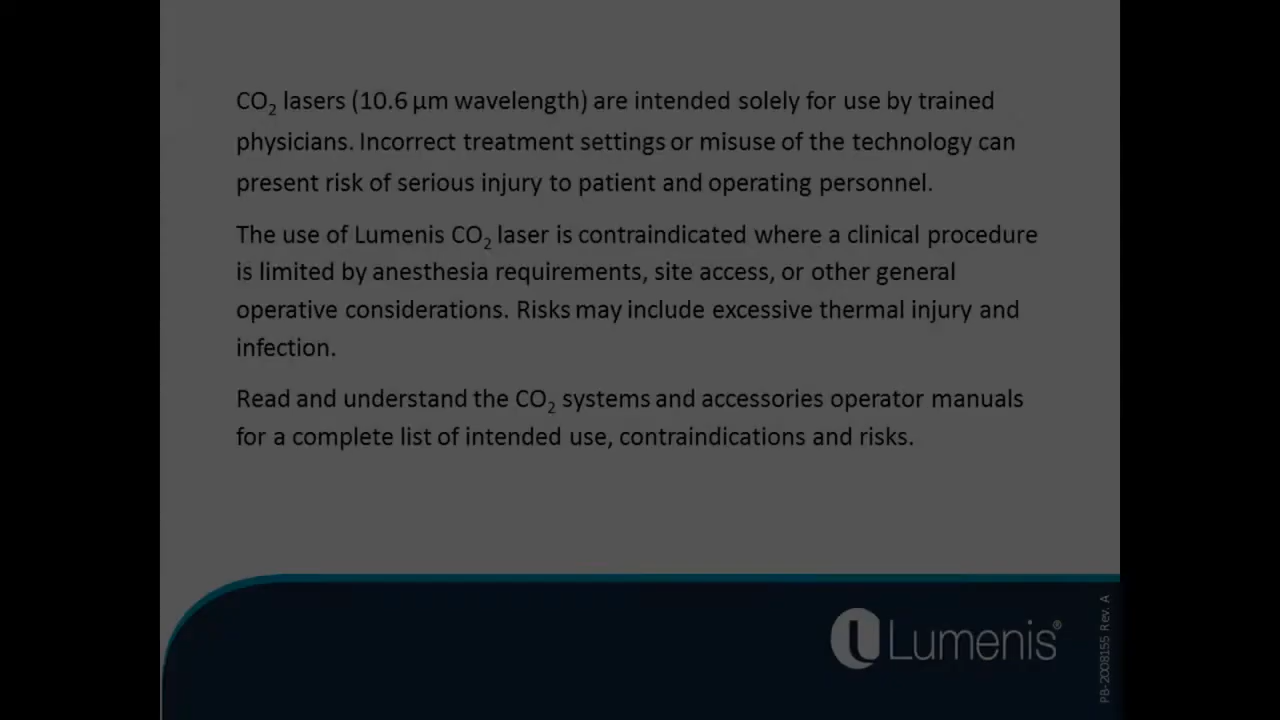 CO₂ lasers (10.6 µm wavelength) are intended solely for use by trained
physicians. Incorrect treatment settings or misuse of the technology can
present risk of serious injury to patient and operating personnel.
The use of Lumenis CO₂ laser is contraindicated where a clinical procedure
is limited by anesthesia requirements, site access, or other general
operative considerations. Risks may include excessive thermal injury and
infection.
Read and understand the CO₂ systems and accessories operator manuals
for a complete list of intended use, contraindications and risks.
Lumenis®
PB-2008155 Rev. A